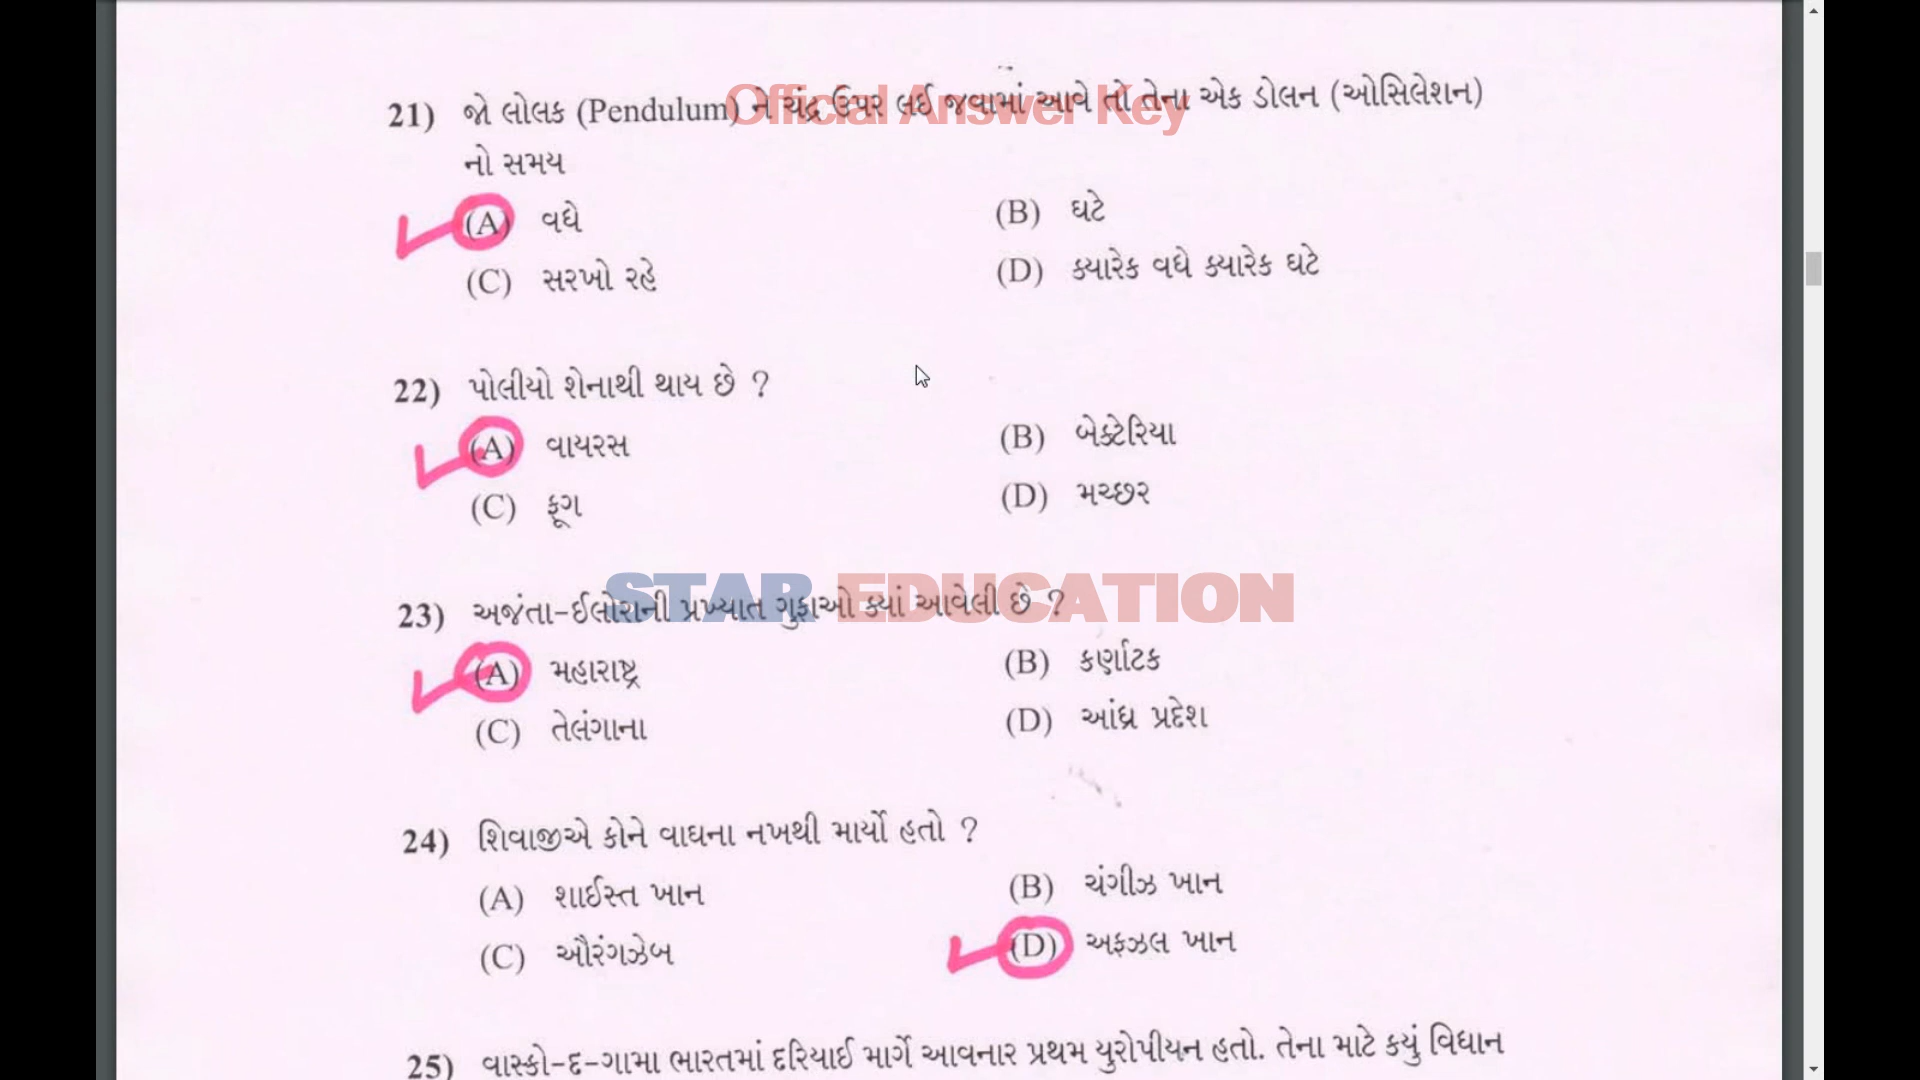 Official Answer Key
21) જો લોલક (Pendulum) ને ચંદ્ર ઉપર લઈ જવામાં આવે તો તેના એક ડોલન (ઓસિલેશન)
નો સમય
(A) વધે (B) ઘટે
(C) સરખો રહે (D) ક્યારેક વધે ક્યારેક ઘટે
22) પોલીયો શેનાથી થાય છે ?
(A) વાયરસ (B) બેક્ટેરિયા
(C) ફૂગ (D) મચ્છર
STAR EDUCATION
23) અજંતા-ઈલોરાની પ્રખ્યાત ગુફાઓ ક્યાં આવેલી છે ?
(A) મહારાષ્ટ્ર (B) કર્ણાટક
(C) તેલંગાના (D) આંધ્ર પ્રદેશ
24) શિવાજીએ કોને વાઘના નખથી માર્યો હતો ?
(A) શાઈસ્ત ખાન (B) ચંગીઝ ખાન
(C) ઔરંગઝેબ (D) અફઝલ ખાન
25) વાસ્કો-દ-ગામા ભારતમાં દરિયાઈ માર્ગે આવનાર પ્રથમ યુરોપીયન હતો. તેના માટે કયું વિધાન